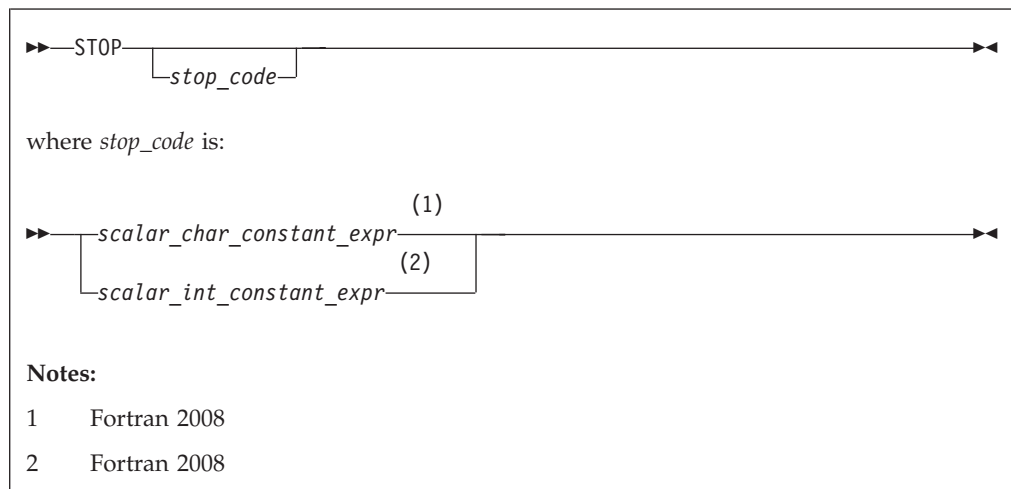 STOP
stop_code
where stop_code is:
(1)
scalar_char_constant_expr
(2)
scalar_int_constant_expr
Notes:
1 Fortran 2008
2 Fortran 2008